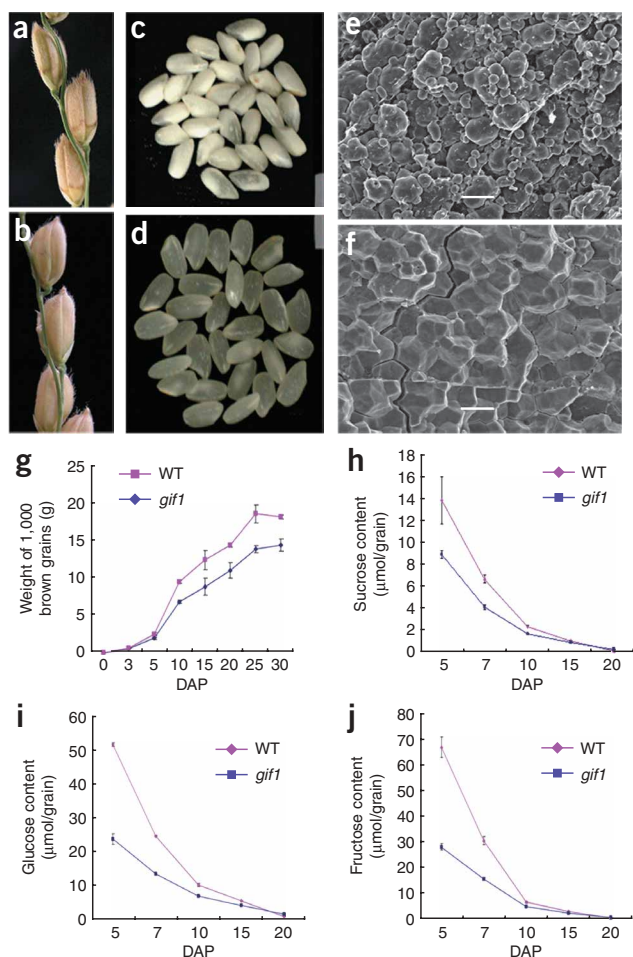 a
c
e
b
d
f
g
25
20
15
10
5
0
Weight of 1,000
brown grains (g)
WT
gif1
0 3 5 10 15 20 25 30
DAP
h
18
16
14
12
10
8
6
4
2
0
Sucrose content
(μmol/grain)
WT
gif1
5 7 10 15 20
DAP
i
60
50
40
30
20
10
0
Glucose content
(μmol/grain)
WT
gif1
5 7 10 15 20
DAP
j
80
70
60
50
40
30
20
10
0
Fructose content
(μmol/grain)
WT
gif1
5 7 10 15 20
DAP